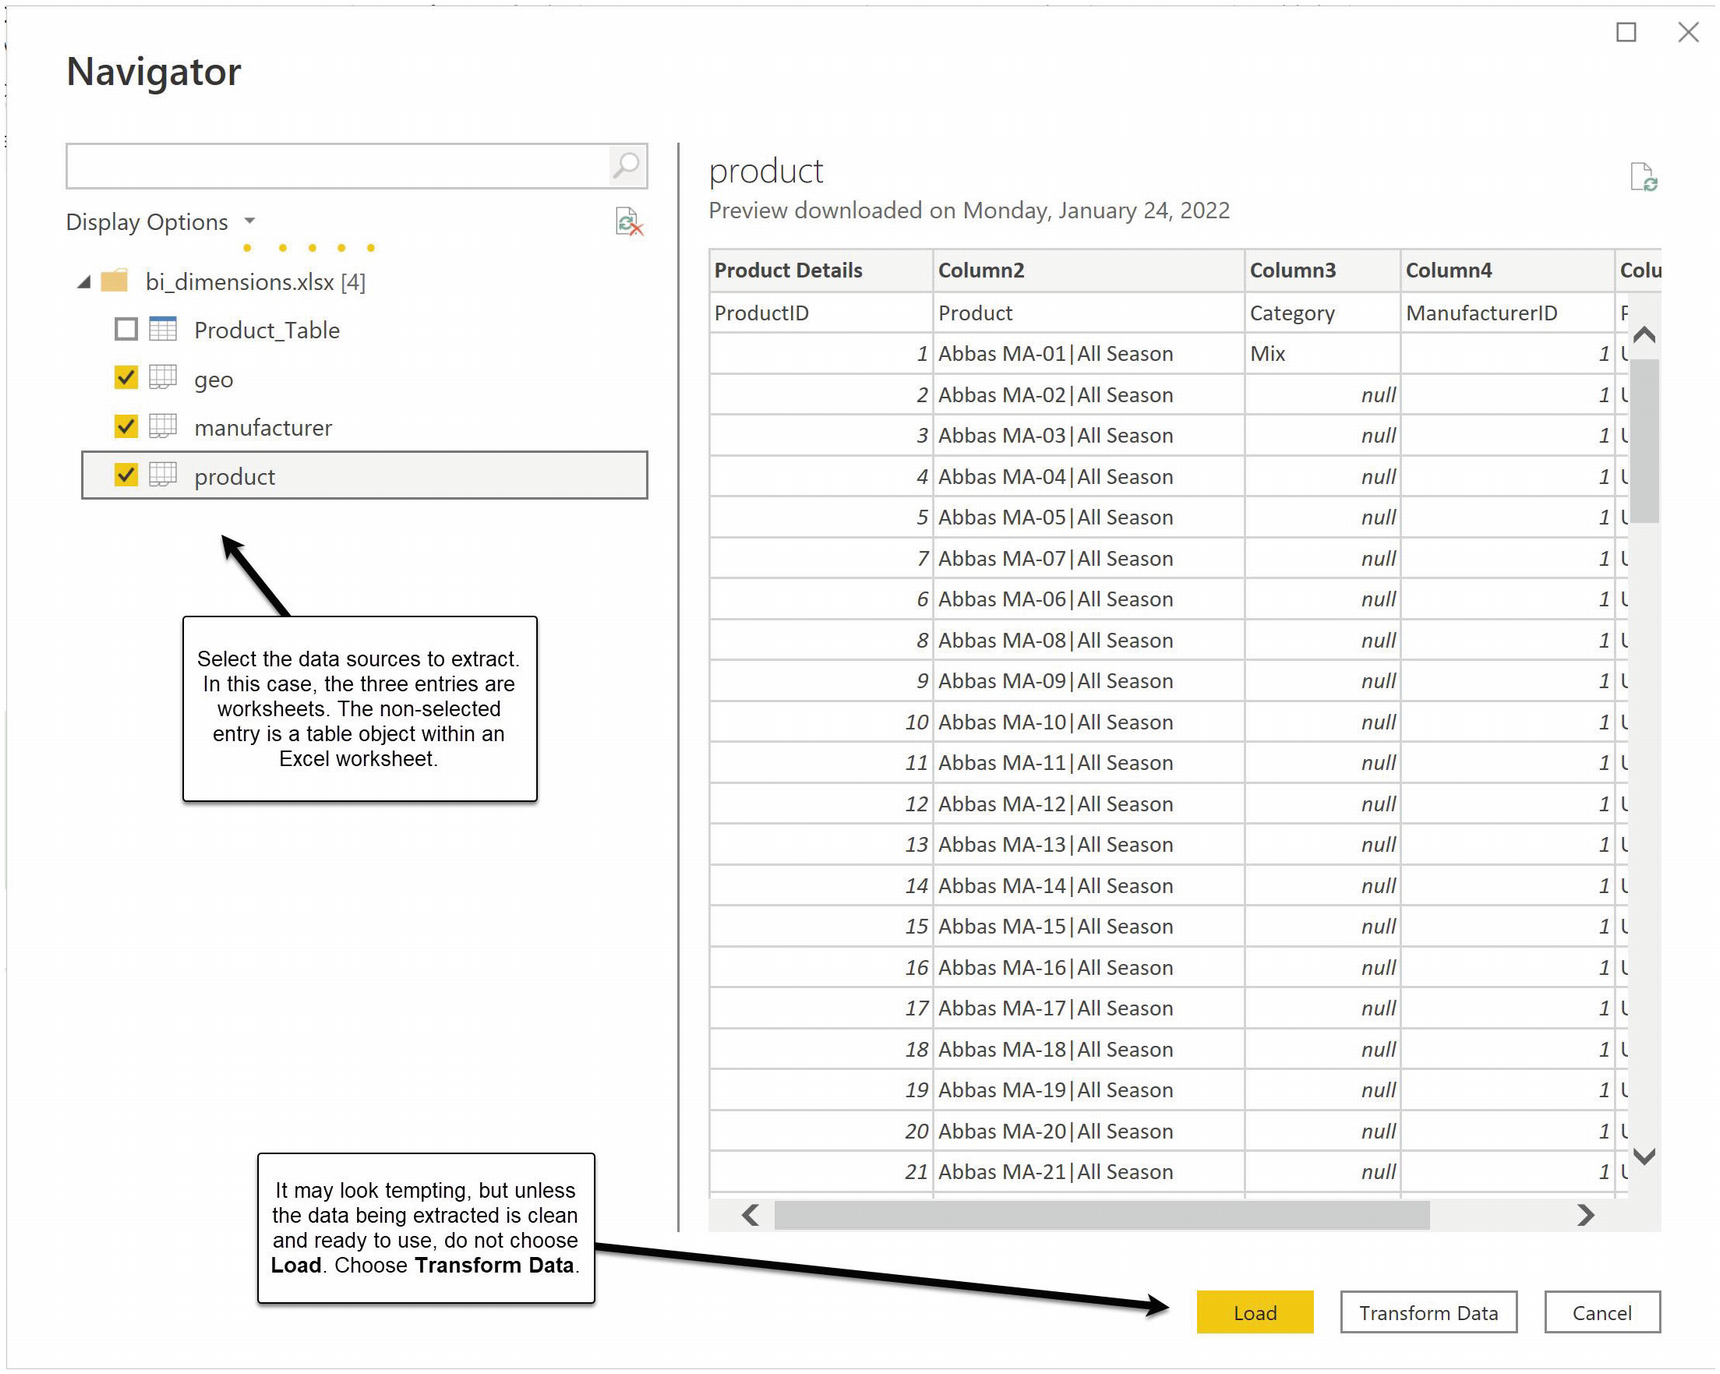 Navigator
Display Options
bi_dimensions.xlsx [4]
Product_Table
geo
manufacturer
product
Select the data sources to extract.
In this case, the three entries are
worksheets. The non-selected
entry is a table object within an
Excel worksheet.
It may look tempting, but unless
the data being extracted is clean
and ready to use, do not choose
Load. Choose Transform Data.
product
Preview downloaded on Monday, January 24, 2022
Product Details Column2 Column3 Column4 Colu
ProductID Product Category ManufacturerID
1 Abbas MA-01|All Season Mix 1
2 Abbas MA-02|All Season null 1
3 Abbas MA-03|All Season null 1
4 Abbas MA-04|All Season null 1
5 Abbas MA-05|All Season null 1
7 Abbas MA-07|All Season null 1
6 Abbas MA-06|All Season null 1
8 Abbas MA-08|All Season null 1
9 Abbas MA-09|All Season null 1
10 Abbas MA-10|All Season null 1
11 Abbas MA-11|All Season null 1
12 Abbas MA-12|All Season null 1
13 Abbas MA-13|All Season null 1
14 Abbas MA-14|All Season null 1
15 Abbas MA-15|All Season null 1
16 Abbas MA-16|All Season null 1
17 Abbas MA-17|All Season null 1
18 Abbas MA-18|All Season null 1
19 Abbas MA-19|All Season null 1
20 Abbas MA-20|All Season null 1
21 Abbas MA-21|All Season null 1
Load Transform Data Cancel